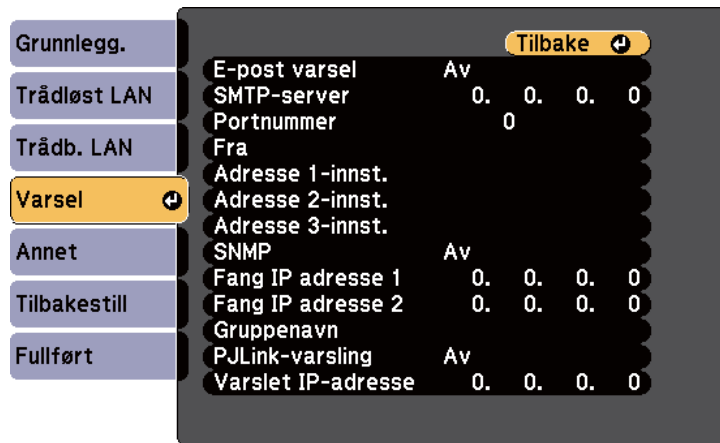 Grunnlegg.
Trådløst LAN
Trådb. LAN
Varsel
Annet
Tilbakestill
Fullført
Tilbake
E-post varsel Av
SMTP-server 0. 0. 0. 0
Portnummer 0
Fra
Adresse 1-innst.
Adresse 2-innst.
Adresse 3-innst.
SNMP Av
Fang IP adresse 1 0. 0. 0. 0
Fang IP adresse 2 0. 0. 0. 0
Gruppenavn
PJLink-varsling Av
Varslet IP-adresse 0. 0. 0. 0